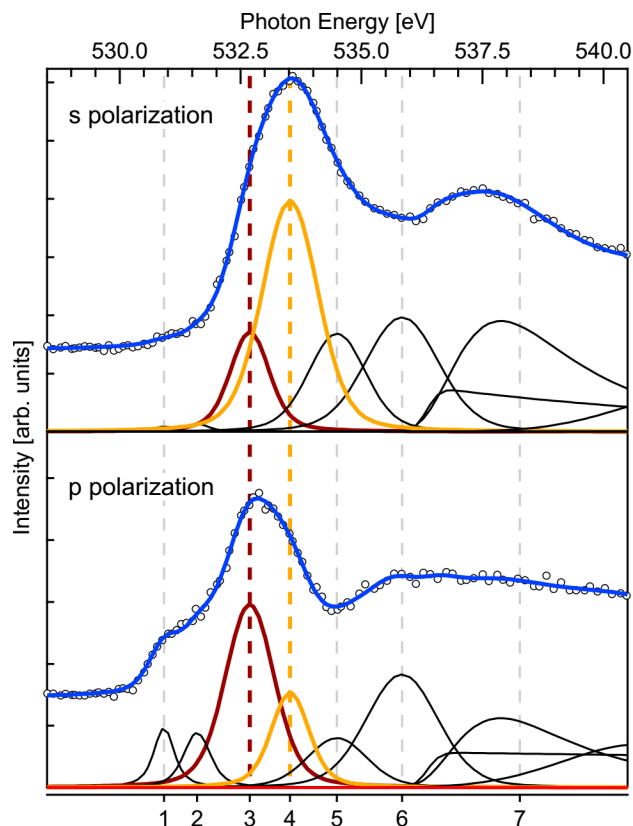 Photon Energy [eV]
530.0 532.5 535.0 537.5 540.0
s polarization
Intensity [arb. units]
p polarization
1 2 3 4 5 6 7